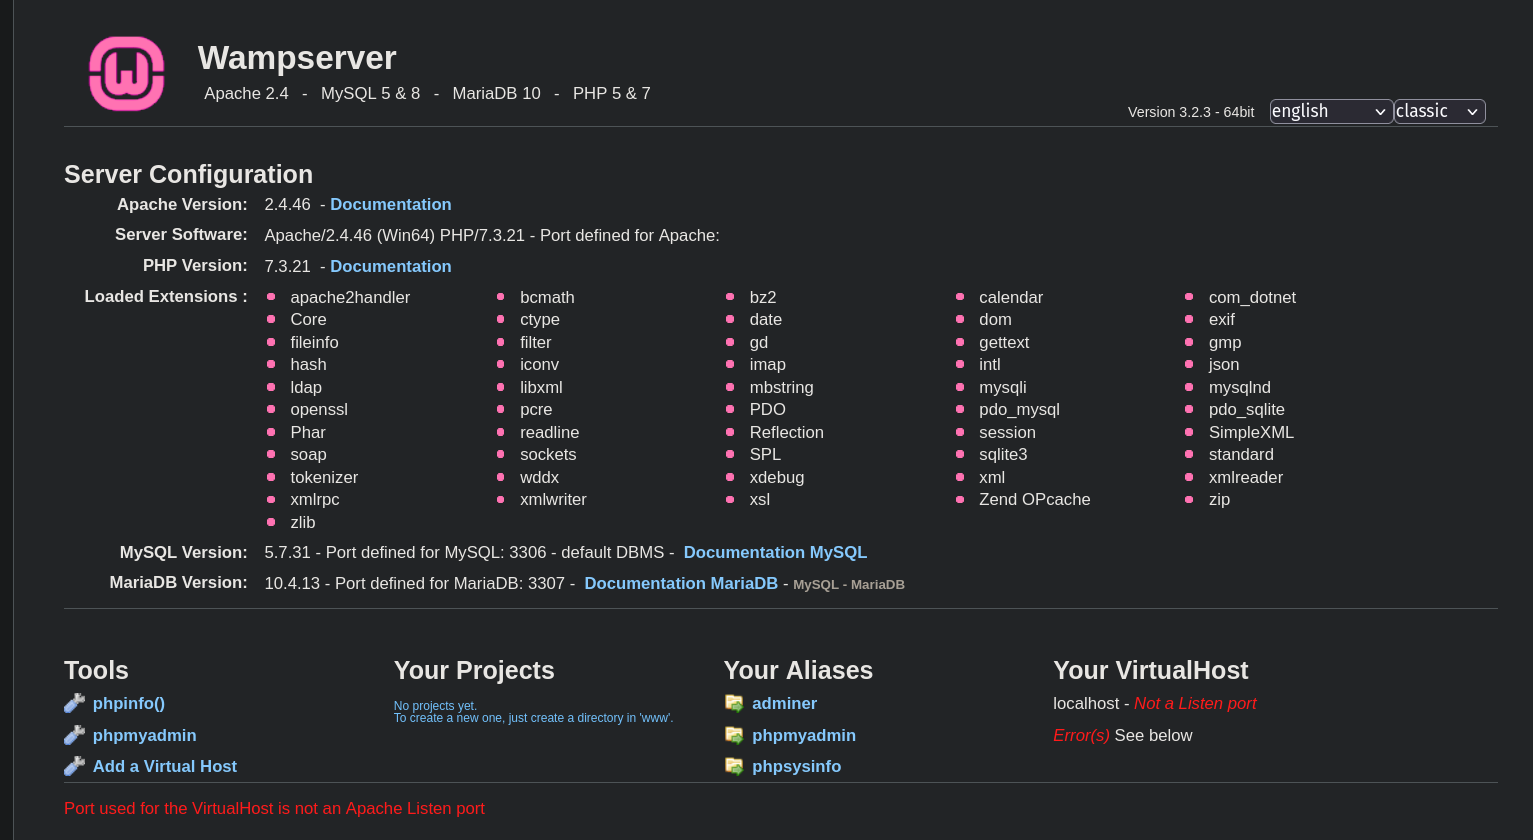 Wampserver
Apache 2.4 - MySQL 5 & 8 - MariaDB 10 - PHP 5 & 7
Version 3.2.3 - 64bit english classic
Server Configuration
Apache Version: 2.4.46 - Documentation
Server Software: Apache/2.4.46 (Win64) PHP/7.3.21 - Port defined for Apache:
PHP Version: 7.3.21 - Documentation
Loaded Extensions : apache2handler bcmath bz2 calendar com_dotnet
Core ctype date dom exif
fileinfo filter gd gettext gmp
hash iconv imap intl json
ldap libxml mbstring mysqli mysqlnd
openssl pcre PDO pdo_mysql pdo_sqlite
Phar readline Reflection session SimpleXML
soap sockets SPL sqlite3 standard
tokenizer wddx xdebug xml xmlreader
xmlrpc xmlwriter xsl Zend OPcache zip
zlib
MySQL Version: 5.7.31 - Port defined for MySQL: 3306 - default DBMS - Documentation MySQL
MariaDB Version: 10.4.13 - Port defined for MariaDB: 3307 - Documentation MariaDB - MySQL - MariaDB
Tools
phpinfo()
phpmyadmin
Add a Virtual Host
Your Projects
No projects yet.
To create a new one, just create a directory in 'www'.
Your Aliases
adminer
phpmyadmin
phpsysinfo
Your VirtualHost
localhost - Not a Listen port
Error(s) See below
Port used for the VirtualHost is not an Apache Listen port